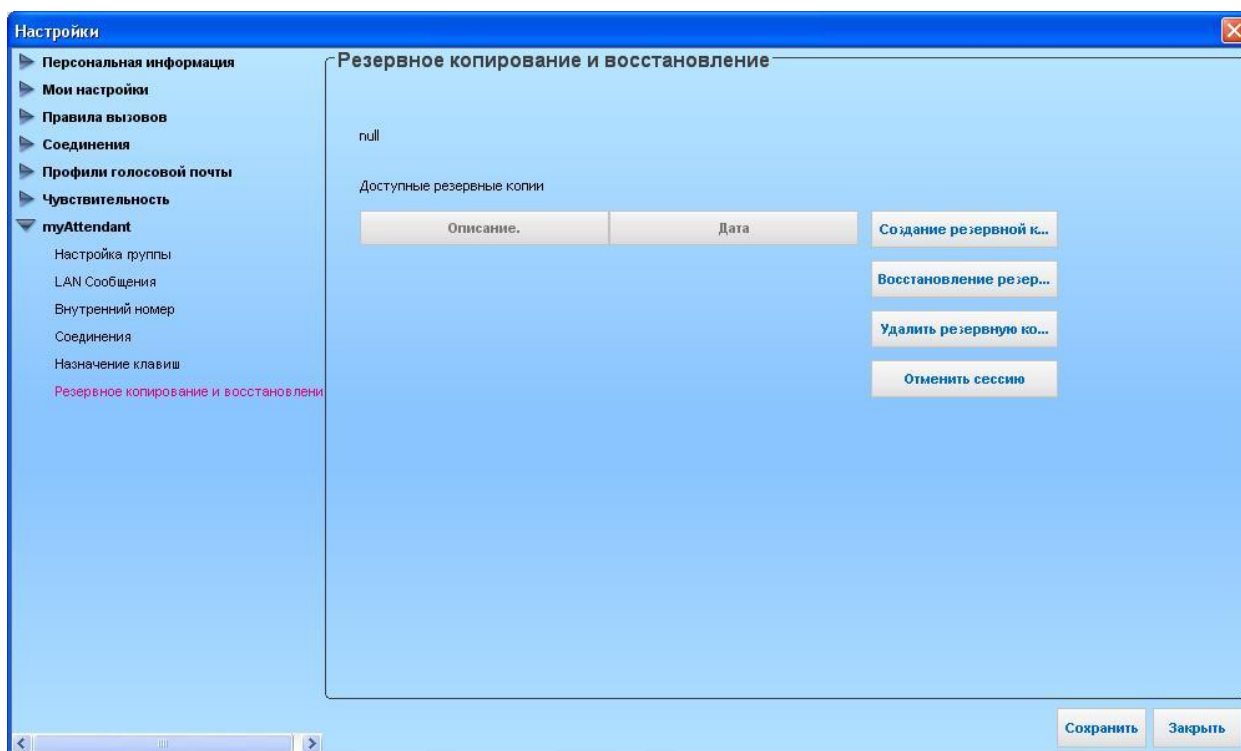 Настройки
Персональная информация
Мои настройки
Правила вызовов
Соединения
Профили голосовой почты
Чувствительность
myAttendant
Настройка группы
LAN Сообщения
Внутренний номер
Соединения
Назначение клавиш
Резервное копирование и восстановлени
Резервное копирование и восстановление
null
Доступные резервные копии
Описание. Дата
Создание резервной к...
Восстановление резер...
Удалить резервную ко...
Отменить сессию
Сохранить Закрыть